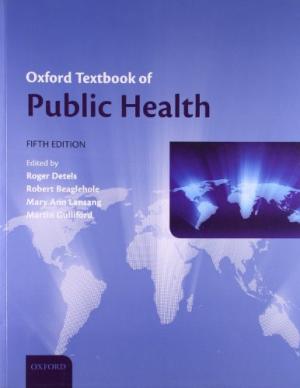 Oxford Textbook of
Public Health
FIFTH EDITION
Edited by
Roger Detels
Robert Beaglehole
Mary Ann Lansang
Martin Gulliford
OXFORD